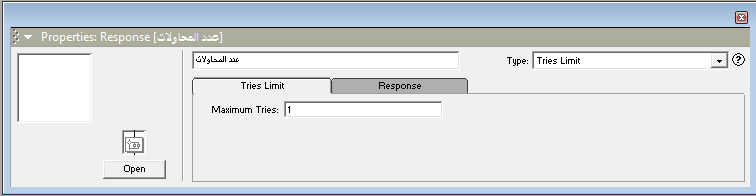 Properties: Response [عدد المحاولات]
عدد المحاولات
Type: Tries Limit
Tries Limit Response
Maximum Tries: 1
Open